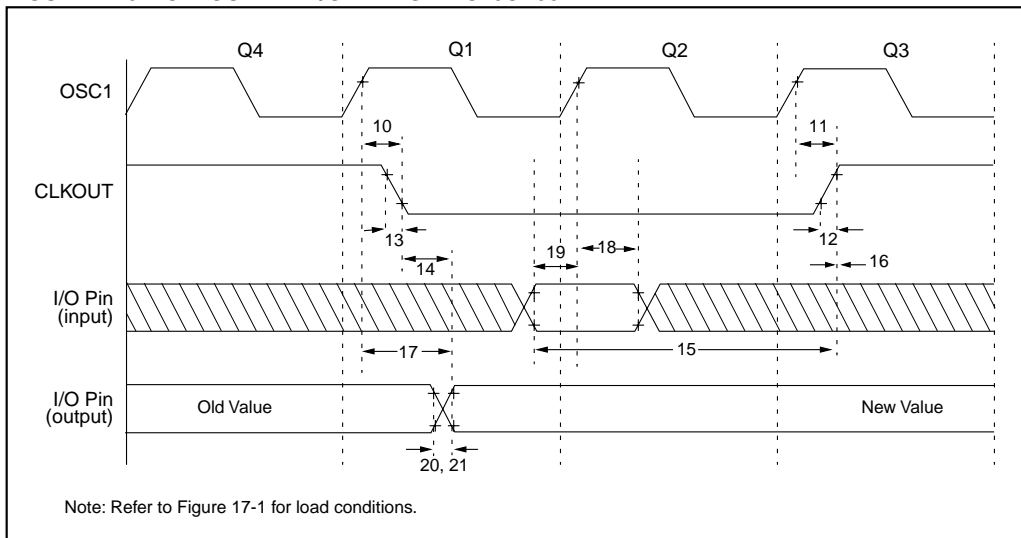 Q4 Q1 Q2 Q3
OSC1
10 11
CLKOUT
13 12
14 19 18 16
I/O Pin
(input)
17 15
I/O Pin
(output)
Old Value New Value
20, 21
Note: Refer to Figure 17-1 for load conditions.